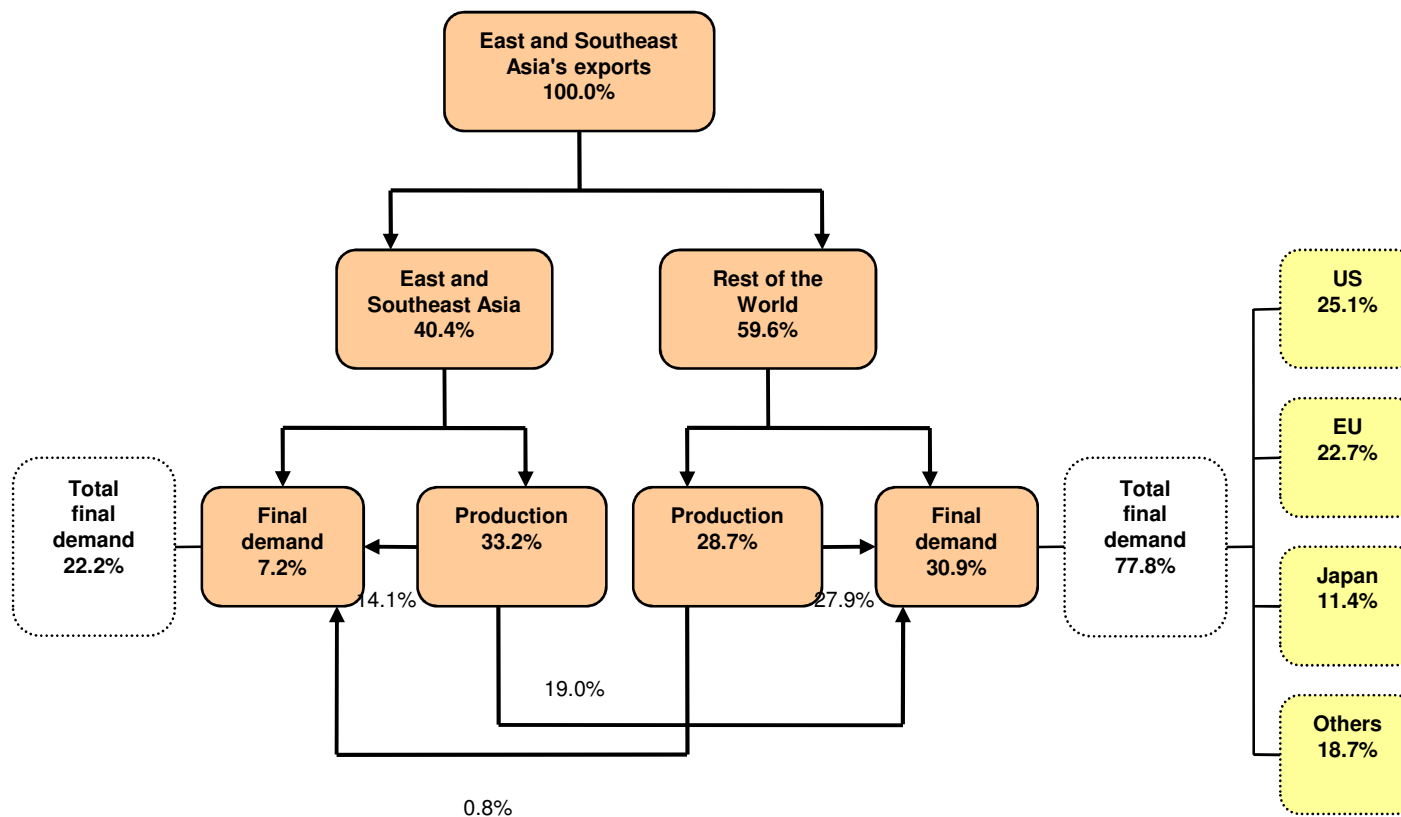 East and Southeast
Asia's exports
100.0%
East and
Southeast Asia
40.4%
Rest of the
World
59.6%
US
25.1%
EU
22.7%
Japan
11.4%
Others
18.7%
Total
final
demand
22.2%
Final
demand
7.2%
Production
33.2%
Production
28.7%
Final
demand
30.9%
Total
final
demand
77.8%
14.1%
27.9%
19.0%
0.8%